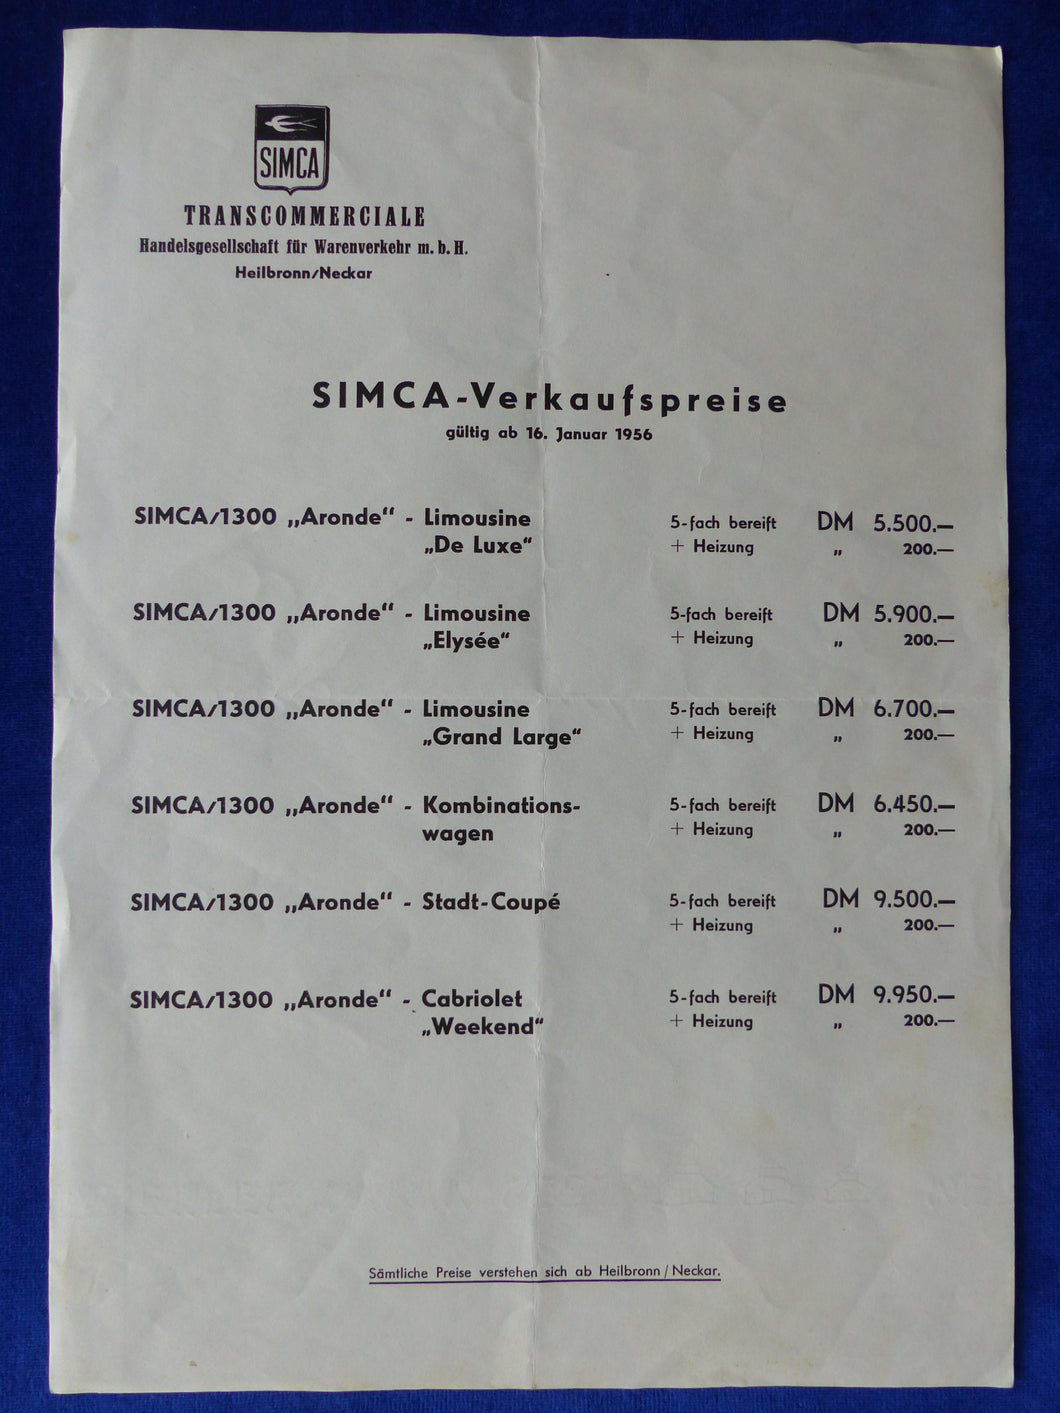 SIMCA
TRANSCOMMERCIALE
Handelsgesellschaft für Warenverkehr m. b. H.
Heilbronn/Neckar
SIMCA-Verkaufspreise
gültig ab 16. Januar 1956
SIMCA/1300 „Aronde“ - Limousine 5-fach bereift DM 5.500.—
„De Luxe“ + Heizung „ 200.—
SIMCA/1300 „Aronde“ - Limousine 5-fach bereift DM 5.900.—
„Elysée“ + Heizung „ 200.—
SIMCA/1300 „Aronde“ - Limousine 5-fach bereift DM 6.700.—
„Grand Large“ + Heizung „ 200.—
SIMCA/1300 „Aronde“ - Kombinations- 5-fach bereift DM 6.450.—
wagen + Heizung „ 200.—
SIMCA/1300 „Aronde“ - Stadt-Coupé 5-fach bereift DM 9.500.—
+ Heizung „ 200.—
SIMCA/1300 „Aronde“ - Cabriolet 5-fach bereift DM 9.950.—
„Weekend“ + Heizung „ 200.—
Sämtliche Preise verstehen sich ab Heilbronn / Neckar.